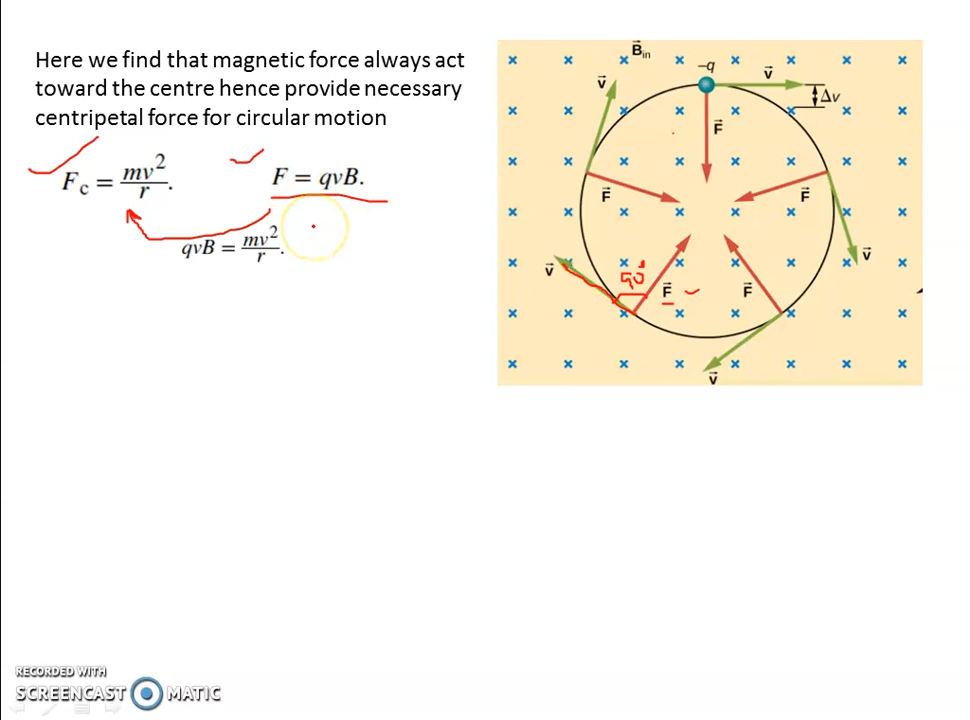 Here we find that magnetic force always act
toward the centre hence provide necessary
centripetal force for circular motion
F_c = mv²/r.
F = qvB.
qvB = mv²/r.
B⃗_in
−q
v⃗
v⃗
Δv
F⃗
F⃗
F⃗
v⃗
v⃗
90°
F⃗
F⃗
v⃗
RECORDED WITH
SCREENCAST MATIC